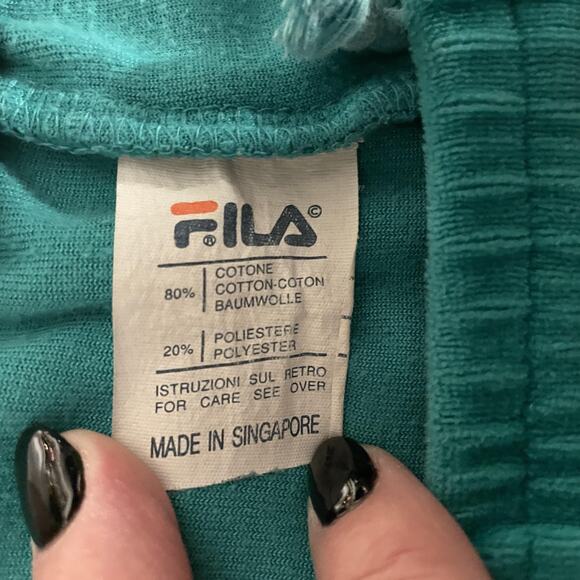 FILA©
®
80% COTONE
COTTON-COTON
BAUMWOLLE
20% POLIESTERE
POLYESTER
ISTRUZIONI SUL RETRO
FOR CARE SEE OVER
MADE IN SINGAPORE